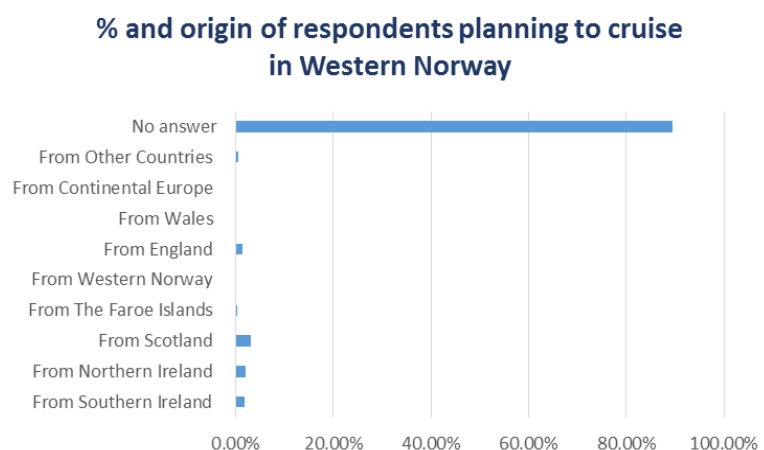 % and origin of respondents planning to cruise
in Western Norway
No answer
From Other Countries
From Continental Europe
From Wales
From England
From Western Norway
From The Faroe Islands
From Scotland
From Northern Ireland
From Southern Ireland
0.00% 20.00% 40.00% 60.00% 80.00% 100.00%